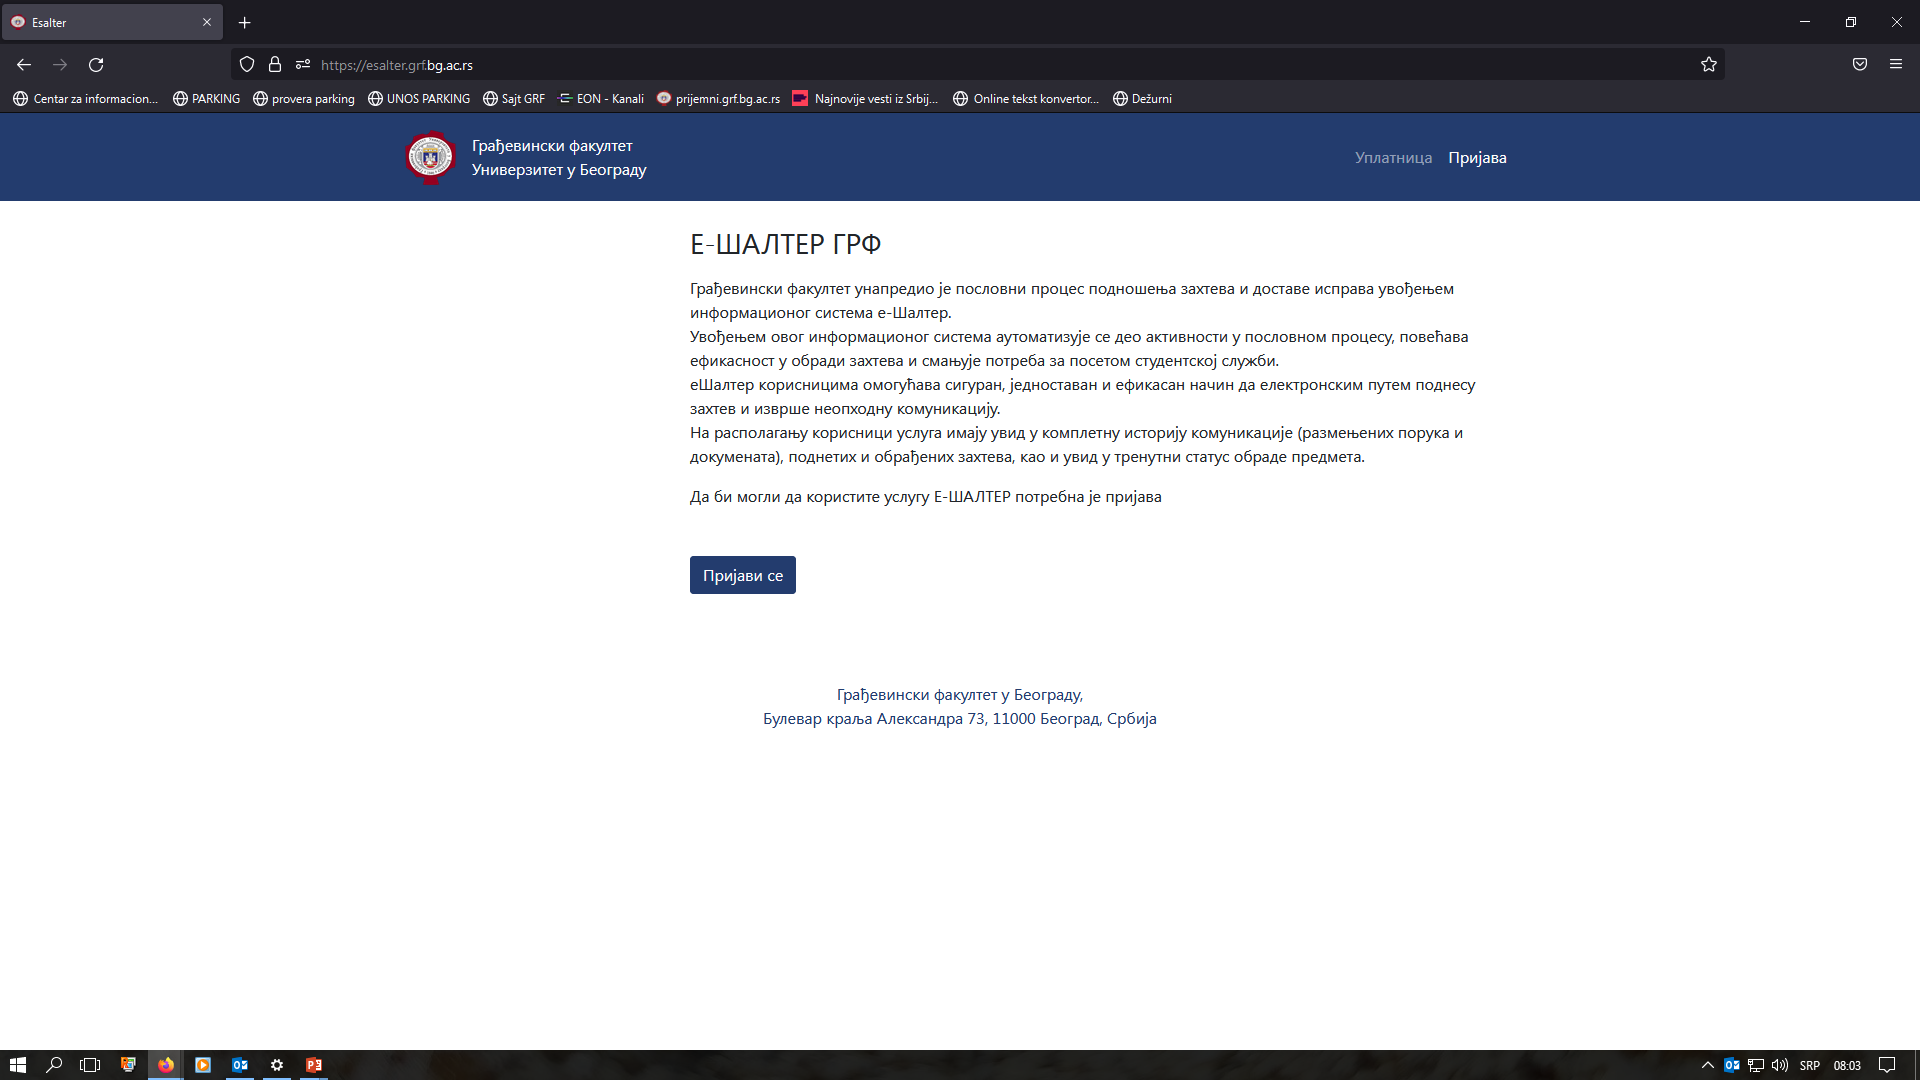 Esalter
https://esalter.grf.bg.ac.rs
Centar za informacion...
PARKING
provera parking
UNOS PARKING
Sajt GRF
EON - Kanali
prijemni.grf.bg.ac.rs
Najnovije vesti iz Srbij...
Online tekst konvertor...
Dežurni
Грађевински факултет
Универзитет у Београду
Уплатница
Пријава
Е-ШАЛТЕР ГРФ
Грађевински факултет унапредио је пословни процес подношења захтева и доставе исправа увођењем
информационог система е-Шалтер.
Увођењем овог информационог система аутоматизује се део активности у пословном процесу, повећава
ефикасност у обради захтева и смањује потреба за посетом студентској служби.
еШалтер корисницима омогућава сигуран, једноставан и ефикасан начин да електронским путем поднесу
захтев и изврше неопходну комуникацију.
На располагању корисници услуга имају увид у комплетну историју комуникације (размењених порука и
докумената), поднетих и обрађених захтева, као и увид у тренутни статус обраде предмета.
Да би могли да користите услугу Е-ШАЛТЕР потребна је пријава
Пријави се
Грађевински факултет у Београду,
Булевар краља Александра 73, 11000 Београд, Србија
SRP
08:03